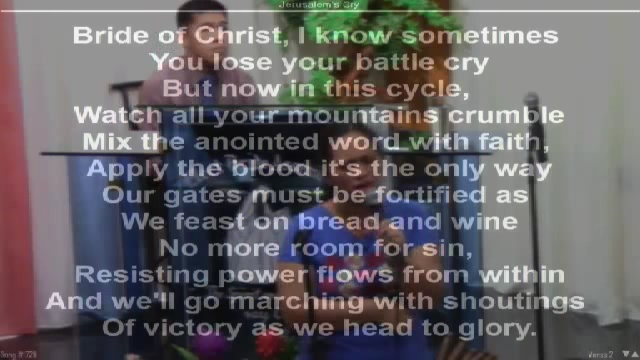 Jerusalem's Cry
Bride of Christ, I know sometimes
You lose your battle cry
But now in this cycle,
Watch all your mountains crumble
Mix the anointed word with faith,
Apply the blood it's the only way
Our gates must be fortified as
We feast on bread and wine
No more room for sin,
Resisting power flows from within
And we'll go marching with shoutings
Of victory as we head to glory.
Song #:729
Verse 2